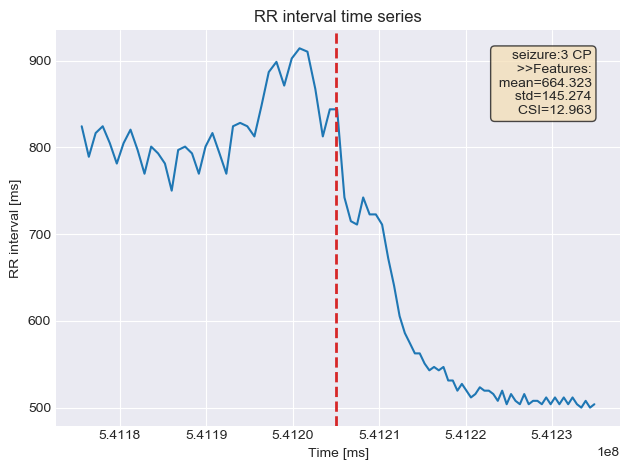 RR interval time series
seizure:3 CP
>>Features:
mean=664.323
std=145.274
CSI=12.963
RR interval [ms]
900
800
700
600
500
5.4118 5.4119 5.4120 5.4121 5.4122 5.4123
1e8
Time [ms]